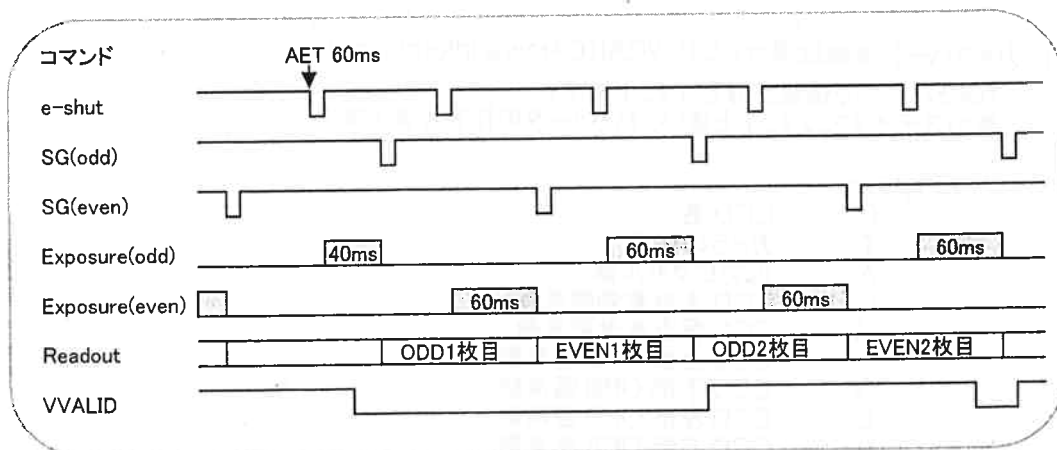 コマンド AET 60ms
e-shut
SG(odd)
SG(even)
Exposure(odd) 40ms 60ms 60ms
Exposure(even) 60ms 60ms
Readout ODD1枚目 EVEN1枚目 ODD2枚目 EVEN2枚目
VVALID